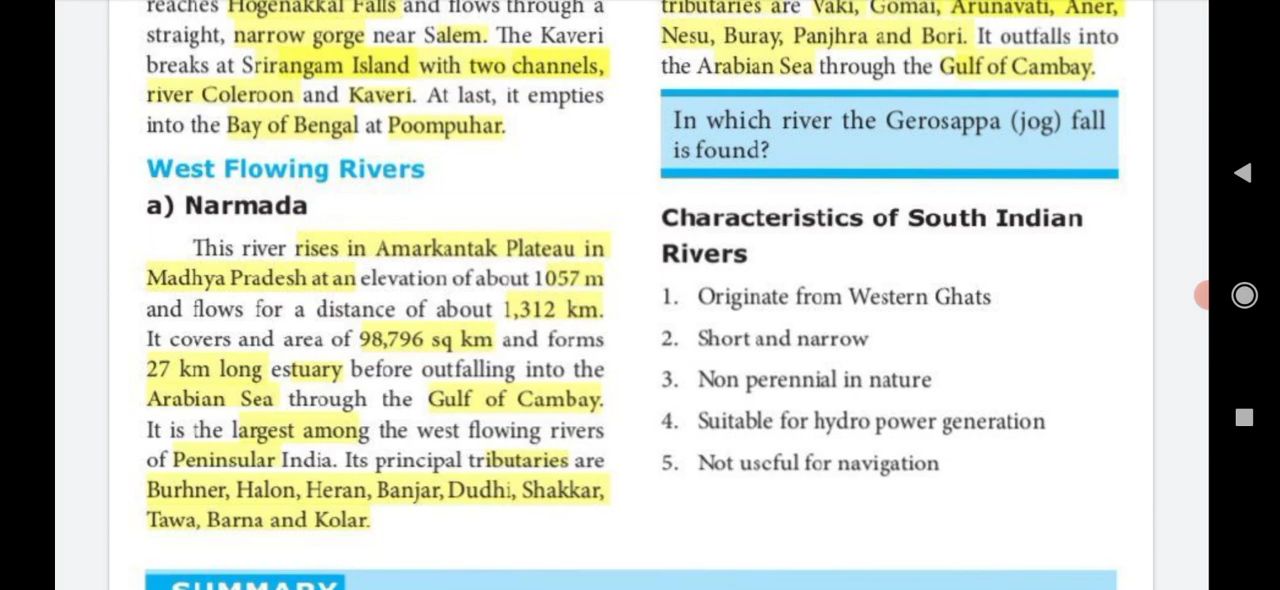 reaches Hogenakkal Falls and flows through a
straight, narrow gorge near Salem. The Kaveri
breaks at Srirangam Island with two channels,
river Coleroon and Kaveri. At last, it empties
into the Bay of Bengal at Poompuhar.
West Flowing Rivers
a) Narmada
This river rises in Amarkantak Plateau in
Madhya Pradesh at an elevation of about 1057 m
and flows for a distance of about 1,312 km.
It covers and area of 98,796 sq km and forms
27 km long estuary before outfalling into the
Arabian Sea through the Gulf of Cambay.
It is the largest among the west flowing rivers
of Peninsular India. Its principal tributaries are
Burhner, Halon, Heran, Banjar, Dudhi, Shakkar,
Tawa, Barna and Kolar.
tributaries are Vaki, Gomai, Arunavati, Aner,
Nesu, Buray, Panjhra and Bori. It outfalls into
the Arabian Sea through the Gulf of Cambay.
In which river the Gerosappa (jog) fall
is found?
Characteristics of South Indian
Rivers
1. Originate from Western Ghats
2. Short and narrow
3. Non perennial in nature
4. Suitable for hydro power generation
5. Not useful for navigation
SUMMARY